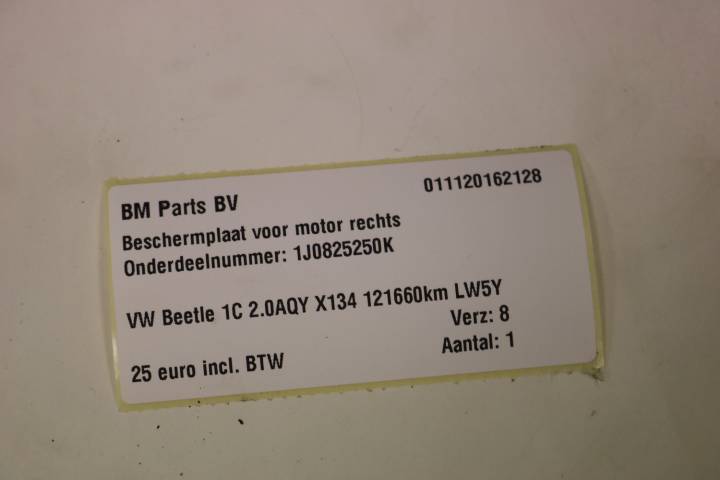 BM Parts BV
011120162128
Beschermplaat voor motor rechts
Onderdeelnummer: 1J0825250K
VW Beetle 1C 2.0AQY X134 121660km LW5Y
Verz: 8
25 euro incl. BTW
Aantal: 1